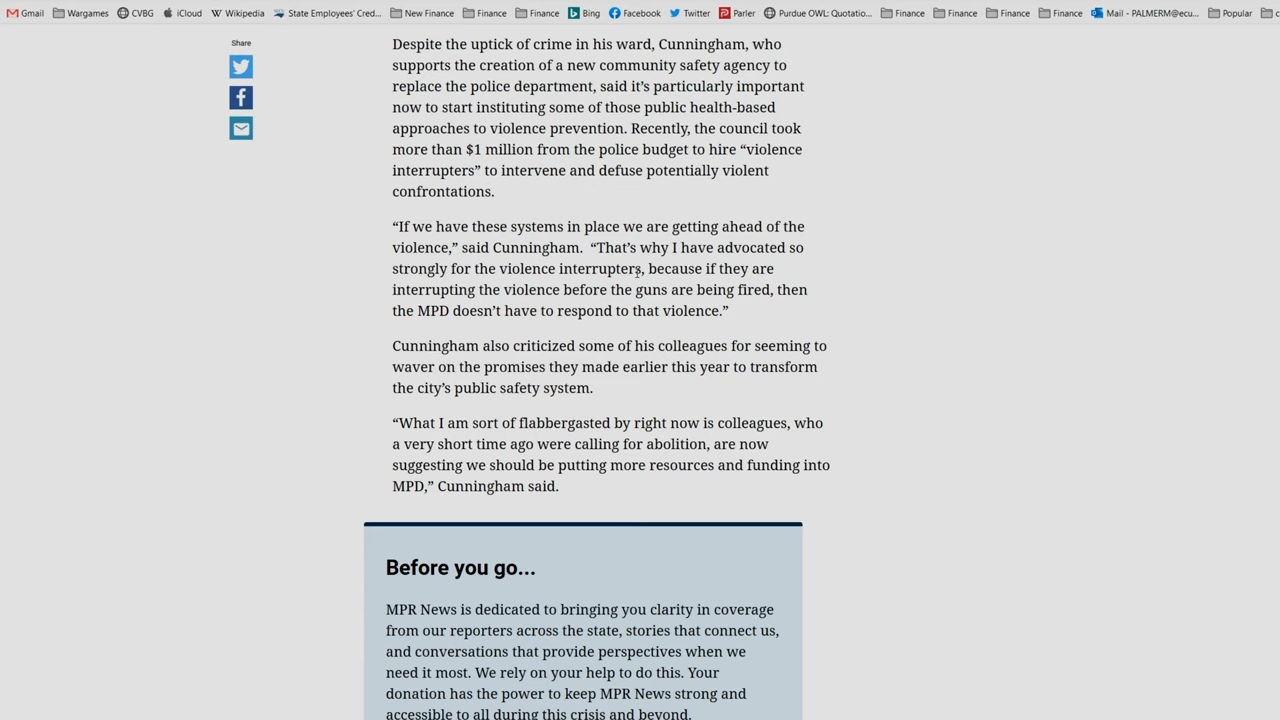 Gmail Wargames CVBG iCloud Wikipedia State Employees' Cred... New Finance Finance Finance Bing Facebook Twitter Parler Purdue OWL: Quotatio... Finance Finance Finance Finance Mail - PALMERM@ecu... Popular
Share
Despite the uptick of crime in his ward, Cunningham, who
supports the creation of a new community safety agency to
replace the police department, said it’s particularly important
now to start instituting some of those public health-based
approaches to violence prevention. Recently, the council took
more than $1 million from the police budget to hire “violence
interrupters” to intervene and defuse potentially violent
confrontations.
“If we have these systems in place we are getting ahead of the
violence,” said Cunningham.  “That’s why I have advocated so
strongly for the violence interrupters, because if they are
interrupting the violence before the guns are being fired, then
the MPD doesn’t have to respond to that violence.”
Cunningham also criticized some of his colleagues for seeming to
waver on the promises they made earlier this year to transform
the city’s public safety system.
“What I am sort of flabbergasted by right now is colleagues, who
a very short time ago were calling for abolition, are now
suggesting we should be putting more resources and funding into
MPD,” Cunningham said.
Before you go...
MPR News is dedicated to bringing you clarity in coverage
from our reporters across the state, stories that connect us,
and conversations that provide perspectives when we
need it most. We rely on your help to do this. Your
donation has the power to keep MPR News strong and
accessible to all during this crisis and beyond.